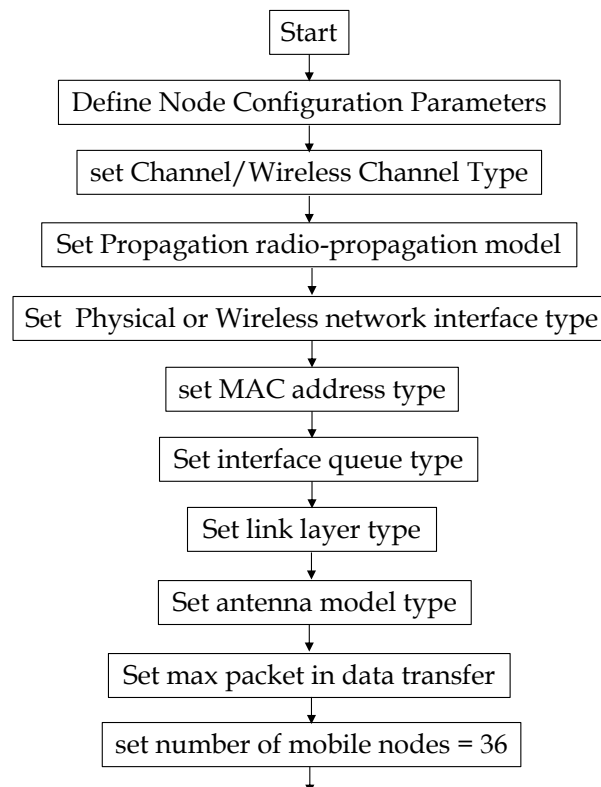 Start
Define Node Configuration Parameters
set Channel/Wireless Channel Type
Set Propagation radio-propagation model
Set Physical or Wireless network interface type
set MAC address type
Set interface queue type
Set link layer type
Set antenna model type
Set max packet in data transfer
set number of mobile nodes = 36